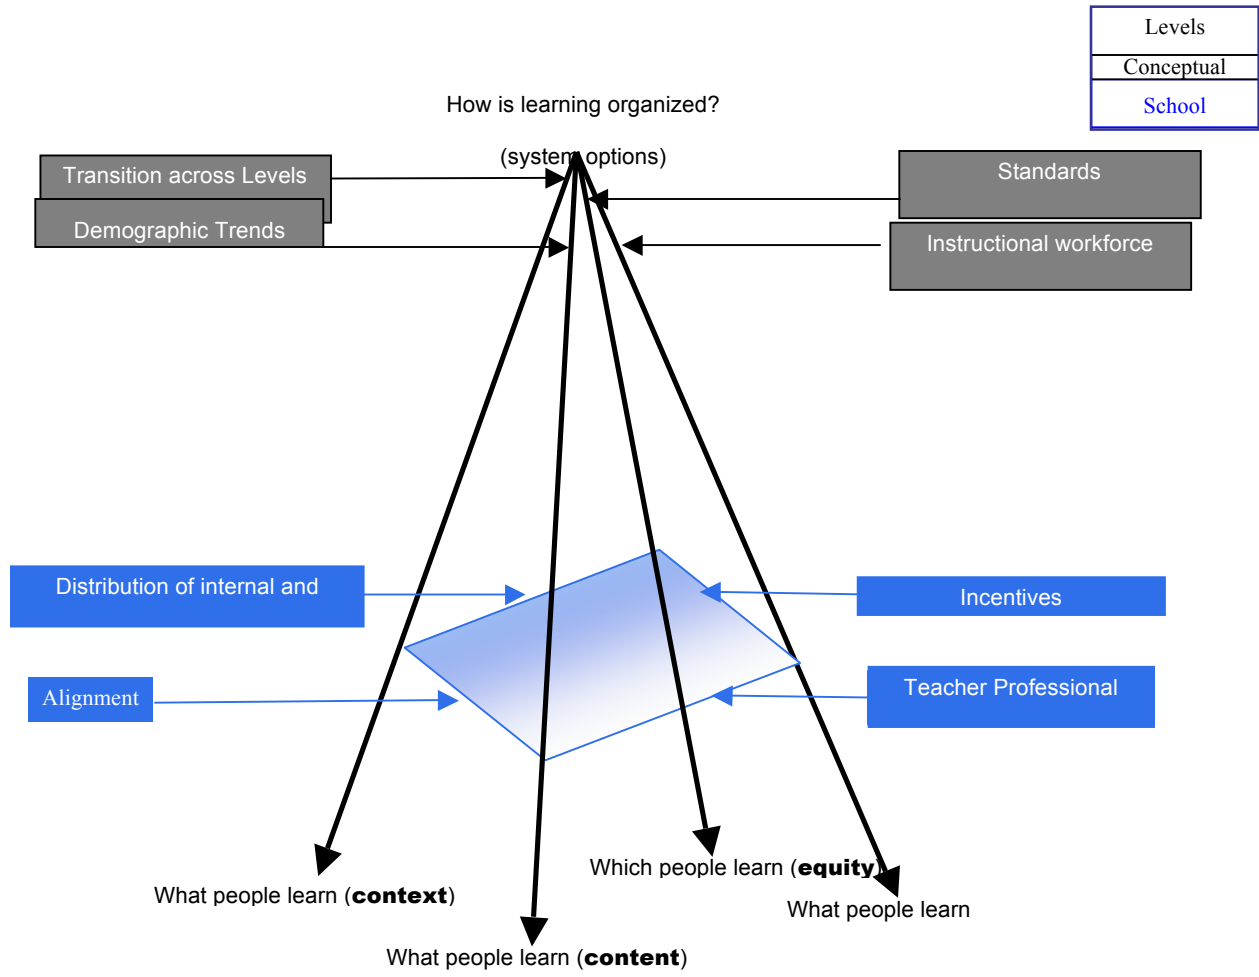 Levels
Conceptual
School
How is learning organized?
(system options)
Transition across Levels
Demographic Trends
Standards
Instructional workforce
Distribution of internal and
Incentives
Alignment
Teacher Professional
Which people learn (equity)
What people learn (context)
What people learn
What people learn (content)